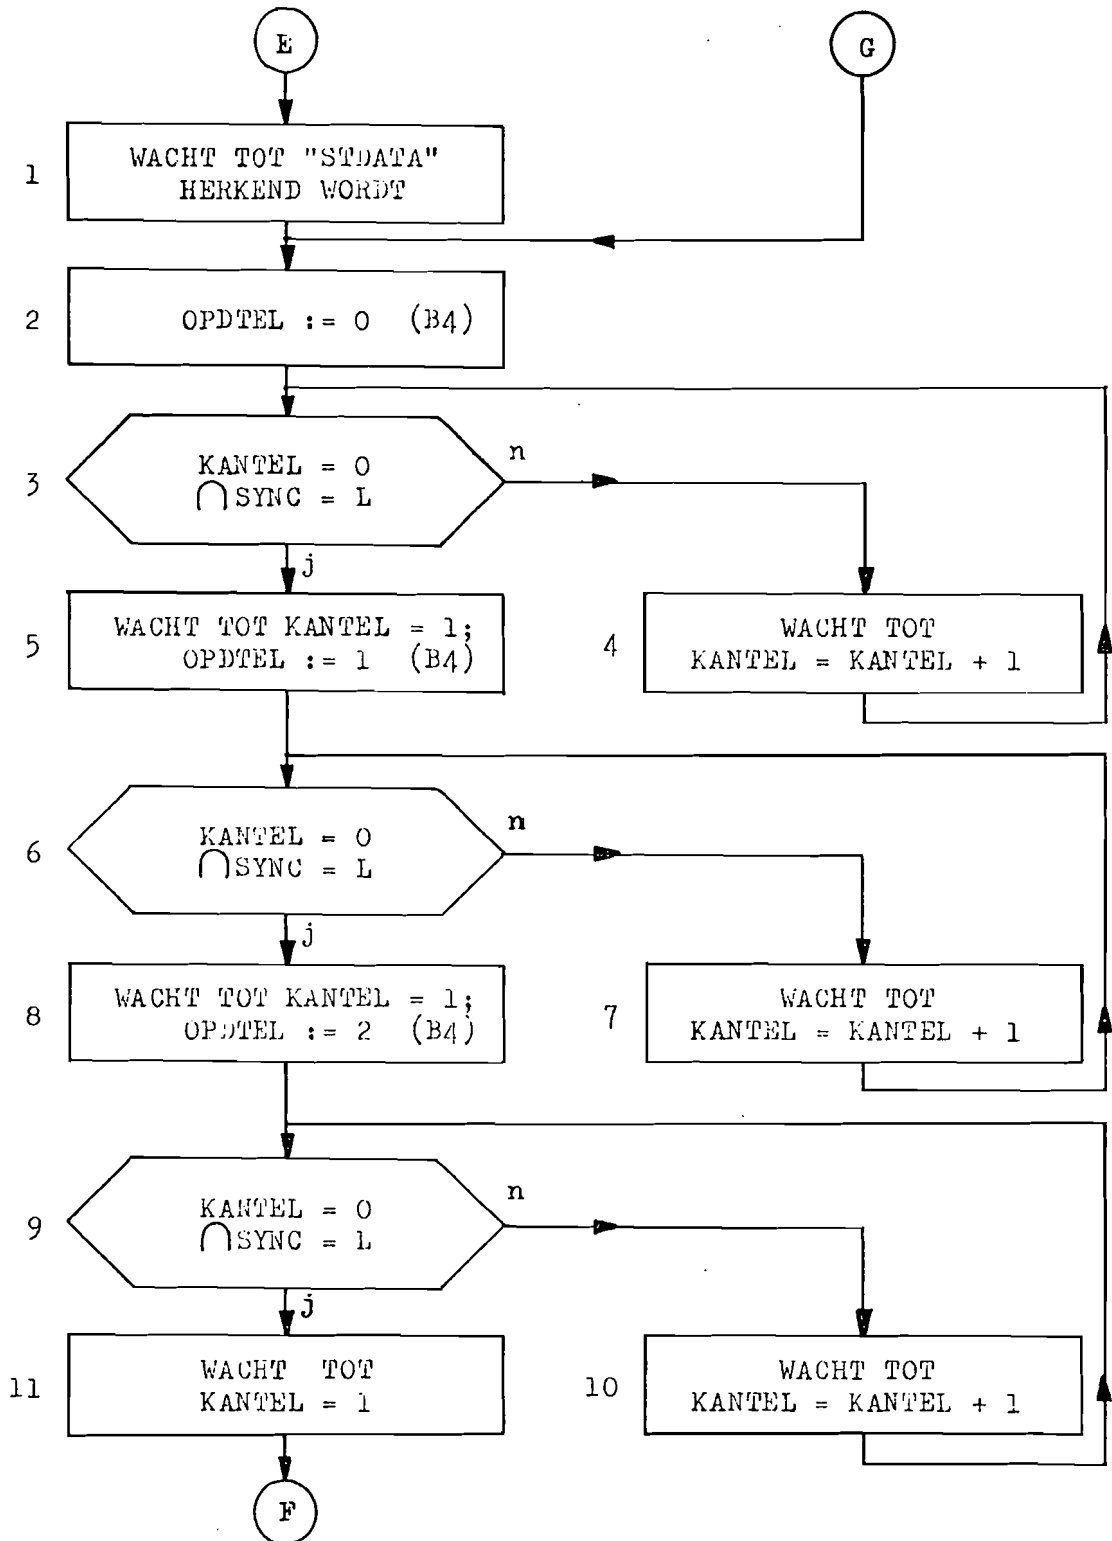 E
G
1
WACHT TOT "STDATA"
HERKEND WORDT
2
OPDTEL := 0 (B4)
3
KANTEL = 0
⋂ SYNC = L
n
j
5
WACHT TOT KANTEL = 1;
OPDTEL := 1 (B4)
4
WACHT TOT
KANTEL = KANTEL + 1
6
KANTEL = 0
⋂ SYNC = L
n
j
8
WACHT TOT KANTEL = 1;
OPDTEL := 2 (B4)
7
WACHT TOT
KANTEL = KANTEL + 1
9
KANTEL = 0
⋂ SYNC = L
n
j
11
WACHT TOT
KANTEL = 1
10
WACHT TOT
KANTEL = KANTEL + 1
F